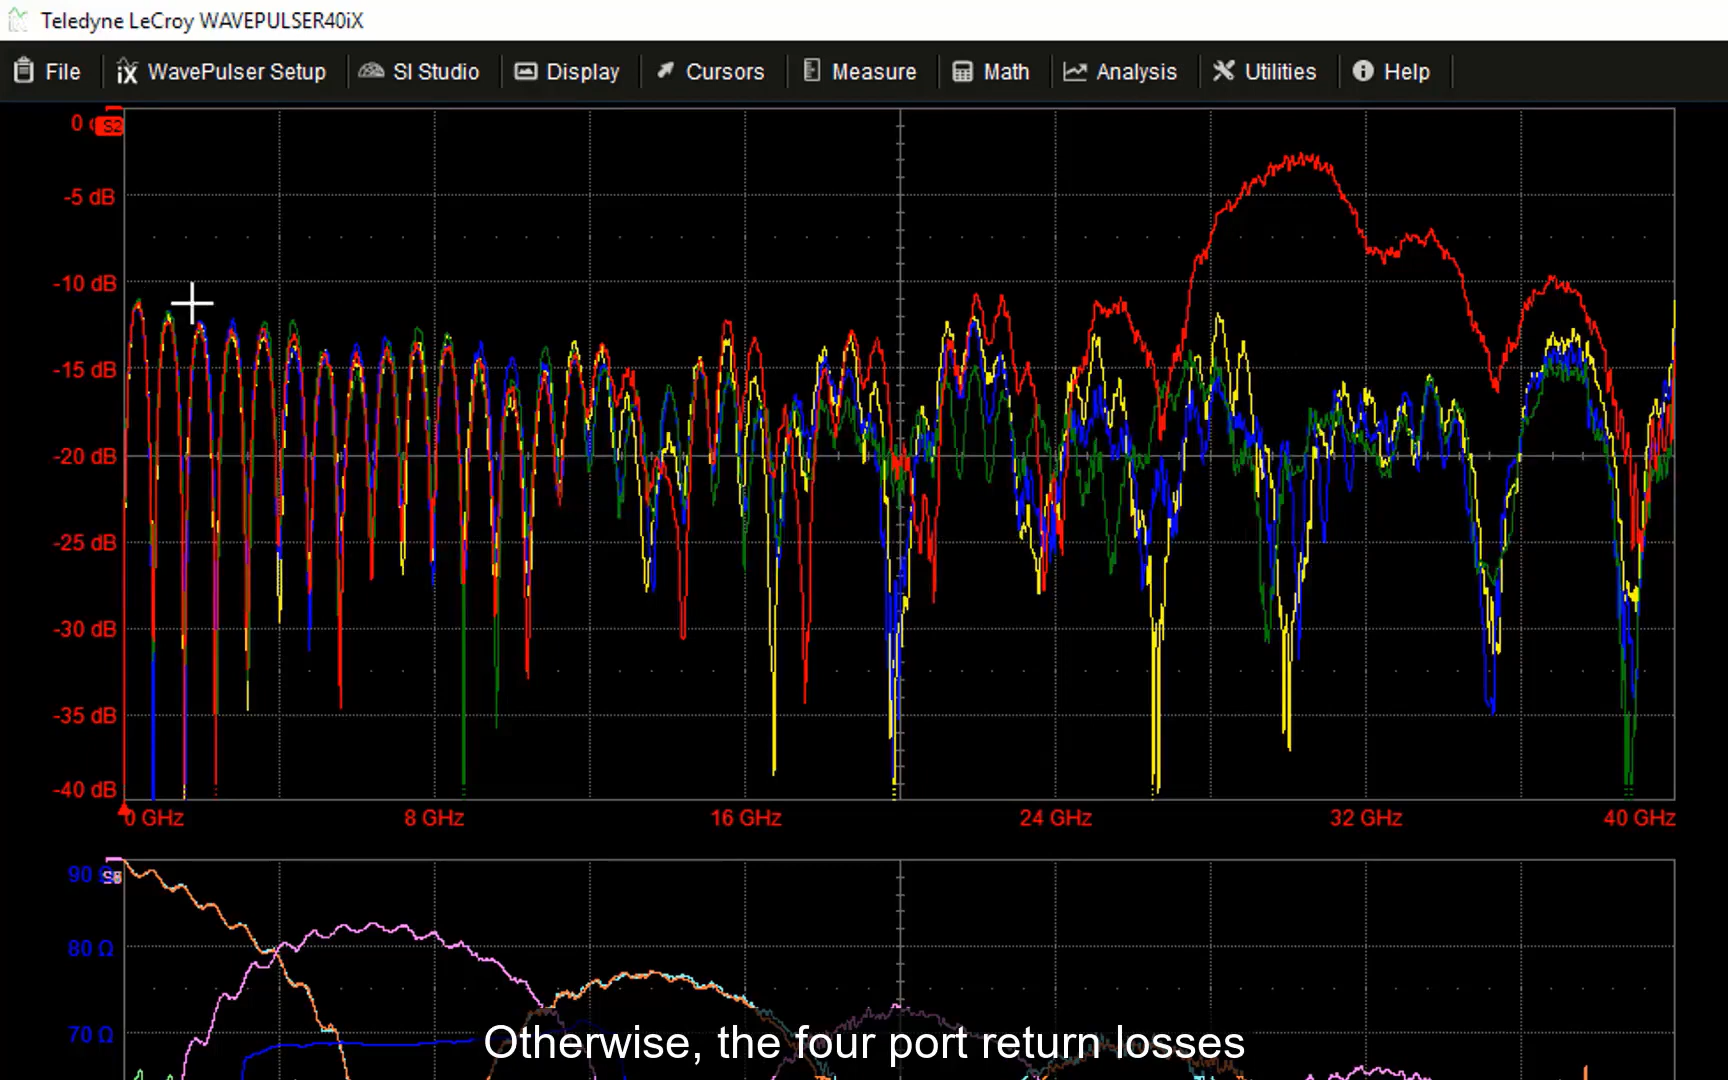 Teledyne LeCroy WAVEPULSER40iX
File iX WavePulser Setup SI Studio Display Cursors Measure Math Analysis Utilities Help
0 S2
-5 dB
-10 dB
-15 dB
-20 dB
-25 dB
-30 dB
-35 dB
-40 dB
0 GHz 8 GHz 16 GHz 24 GHz 32 GHz 40 GHz
90
80 Ω
70 Ω
Otherwise, the four port return losses